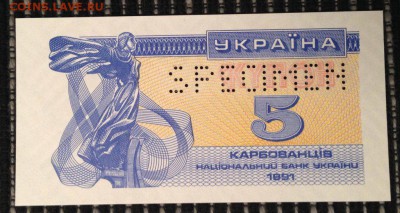 COINS.LAVE.RU
УКРАЇНА
SPECIMEN
5
КАРБОВАНЦІВ
НАЦІОНАЛЬНИЙ БАНК УКРАЇНИ
1991